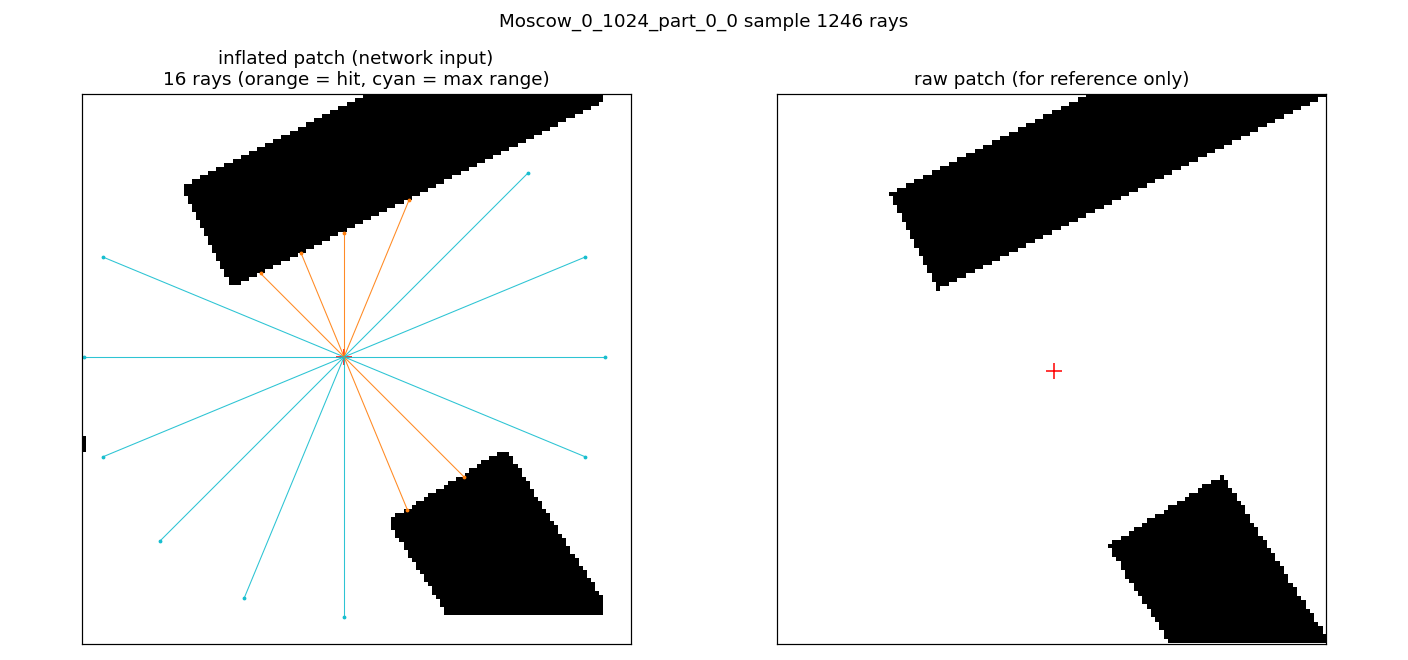 Moscow_0_1024_part_0_0 sample 1246 rays
inflated patch (network input)
16 rays (orange = hit, cyan = max range)
raw patch (for reference only)